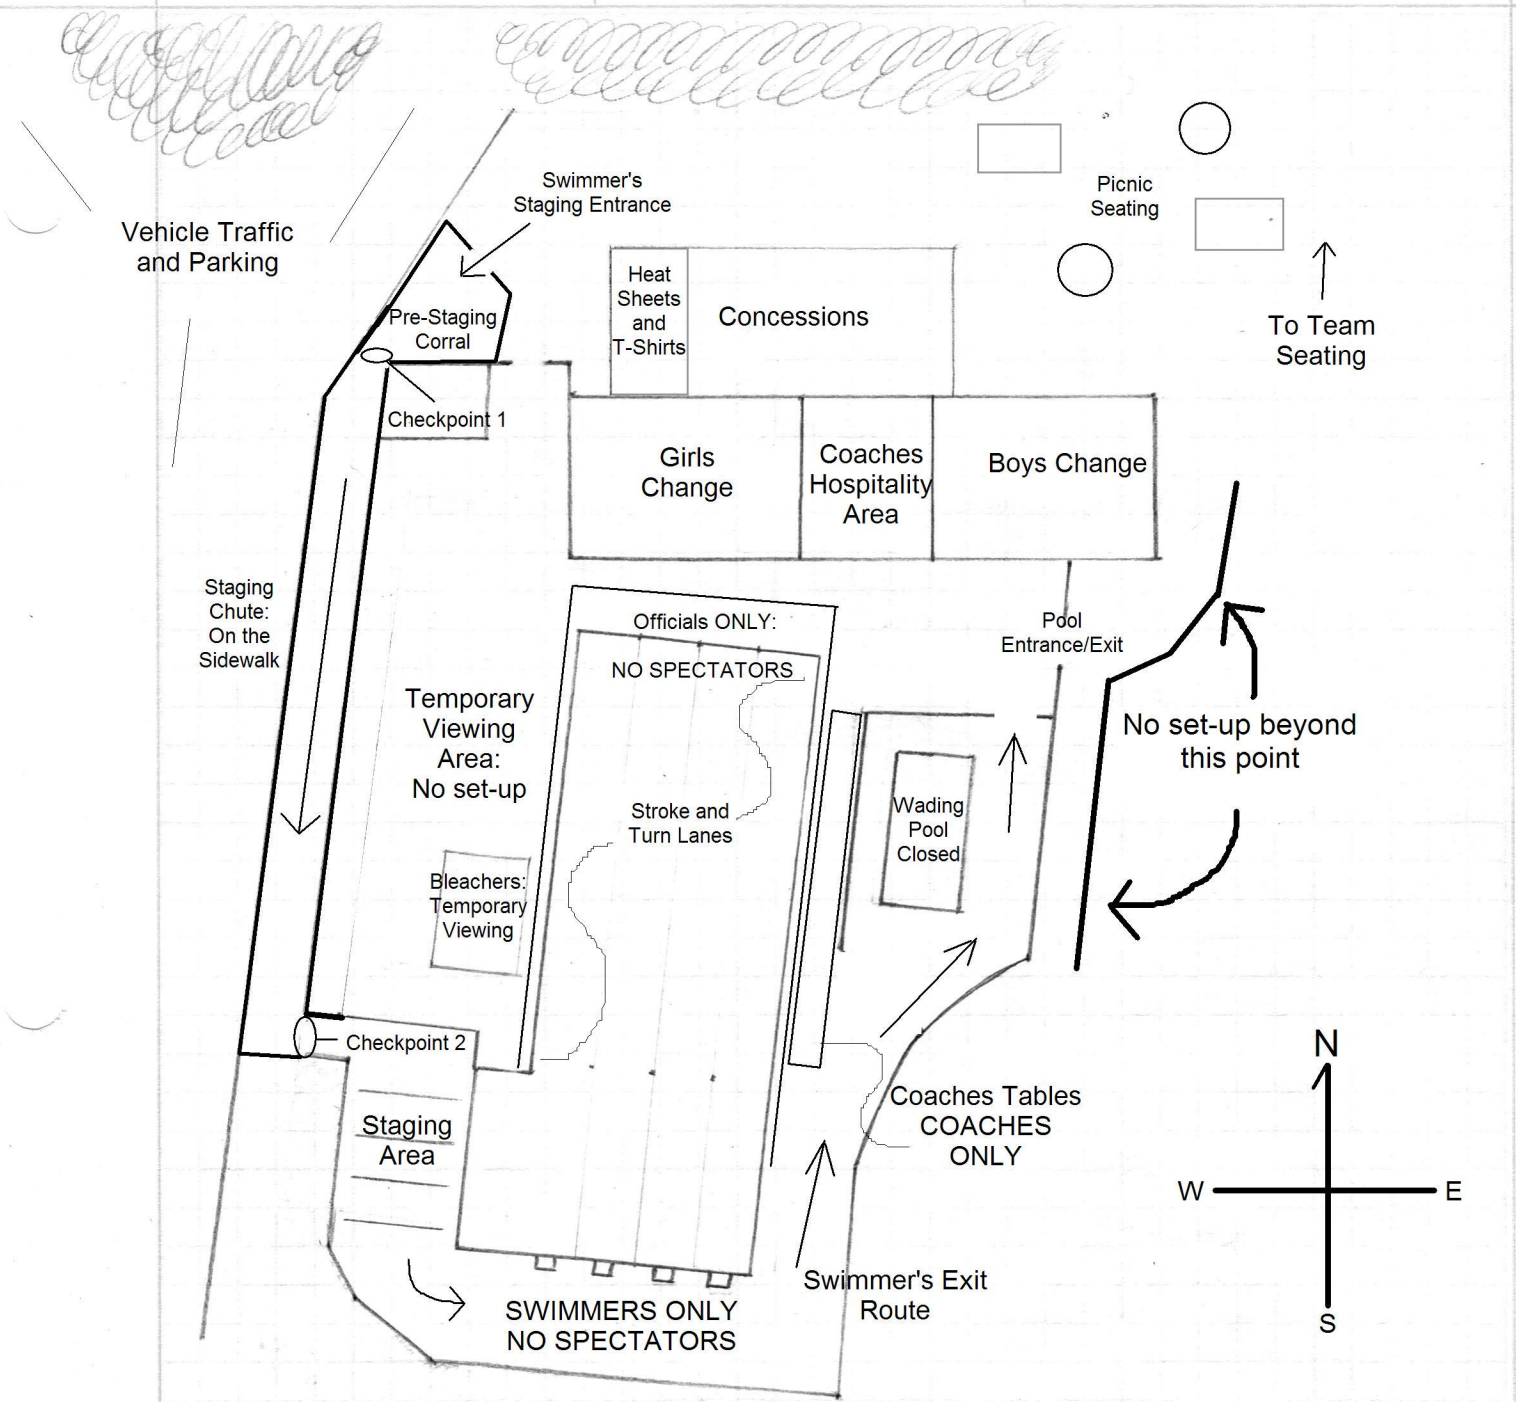 Swimmer's
Staging Entrance
Picnic
Seating
Vehicle Traffic
and Parking
Heat
Sheets
and
T-Shirts
Concessions
Pre-Staging
Corral
To Team
Seating
Checkpoint 1
Girls
Change
Coaches
Hospitality
Area
Boys Change
Staging
Chute:
On the
Sidewalk
Officials ONLY:
NO SPECTATORS
Pool
Entrance/Exit
Temporary
Viewing
Area:
No set-up
No set-up beyond
this point
Stroke and
Turn Lanes
Wading
Pool
Closed
Bleachers:
Temporary
Viewing
Checkpoint 2
N
W
E
S
Coaches Tables
COACHES
ONLY
Staging
Area
Swimmer's Exit
Route
SWIMMERS ONLY
NO SPECTATORS